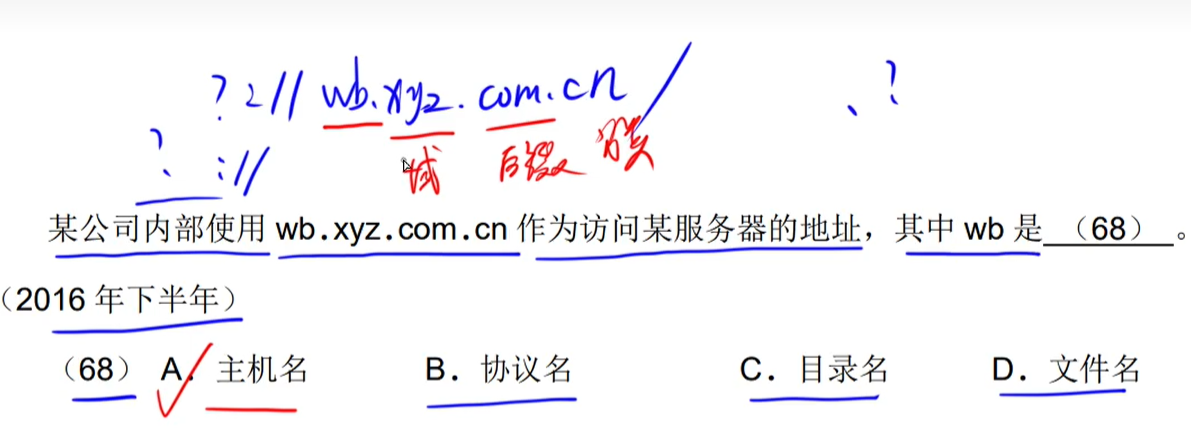 ?://wb.xyz.com.cn/ 、?
?://
域 后缀
某公司内部使用 wb.xyz.com.cn 作为访问某服务器的地址，其中 wb 是 （68） 。
（2016 年下半年）
（68） A. 主机名 B. 协议名 C. 目录名 D. 文件名